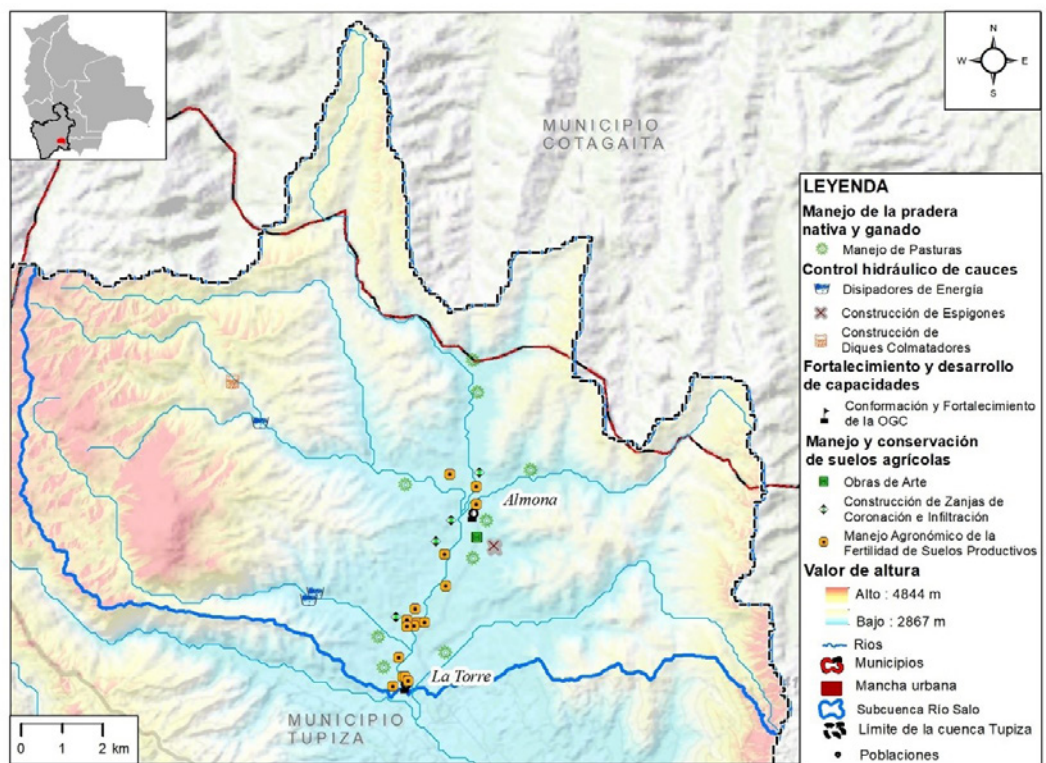 N
W E
S
MUNICIPIO
COTAGAITA
Almona
La Torre
MUNICIPIO
TUPIZA
0 1 2 km
LEYENDA
Manejo de la pradera
nativa y ganado
Manejo de Pasturas
Control hidráulico de cauces
Disipadores de Energía
Construcción de Espigones
Construcción de
Diques Colmatadores
Fortalecimiento y desarrollo
de capacidades
Conformación y Fortalecimiento
de la OGC
Manejo y conservación
de suelos agrícolas
Obras de Arte
Construcción de Zanjas de
Coronación e Infiltración
Manejo Agronómico de la
Fertilidad de Suelos Productivos
Valor de altura
Alto : 4844 m
Bajo : 2867 m
Rios
Municipios
Mancha urbana
Subcuenca Río Salo
Límite de la cuenca Tupiza
Poblaciones